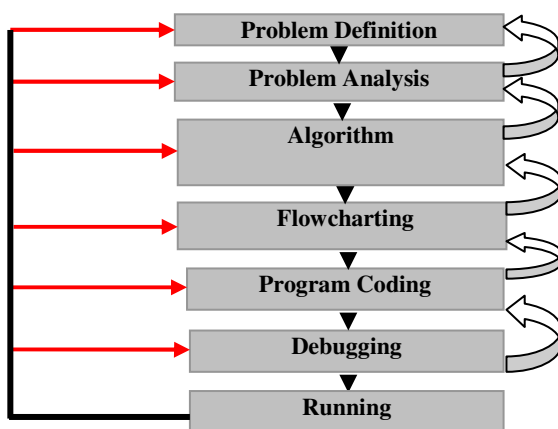 Problem Definition
Problem Analysis
Algorithm
Flowcharting
Program Coding
Debugging
Running